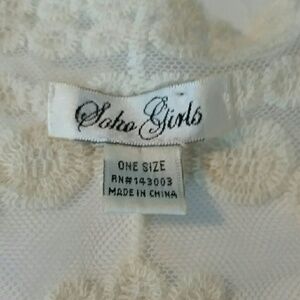 Soho Girls
ONE SIZE
RN#143003
MADE IN CHINA